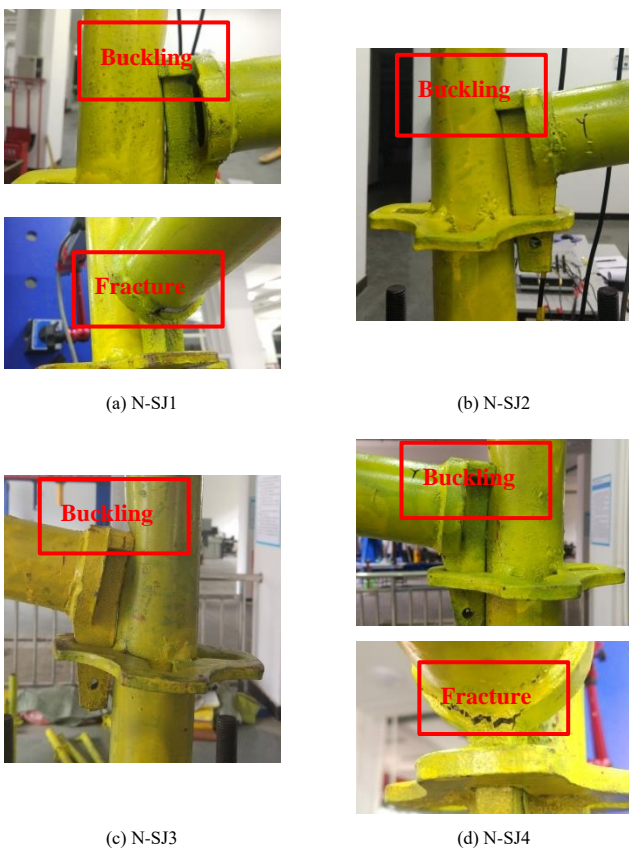 Buckling
Fracture
(a) N-SJ1
Buckling
(b) N-SJ2
Buckling
(c) N-SJ3
Buckling
Fracture
(d) N-SJ4